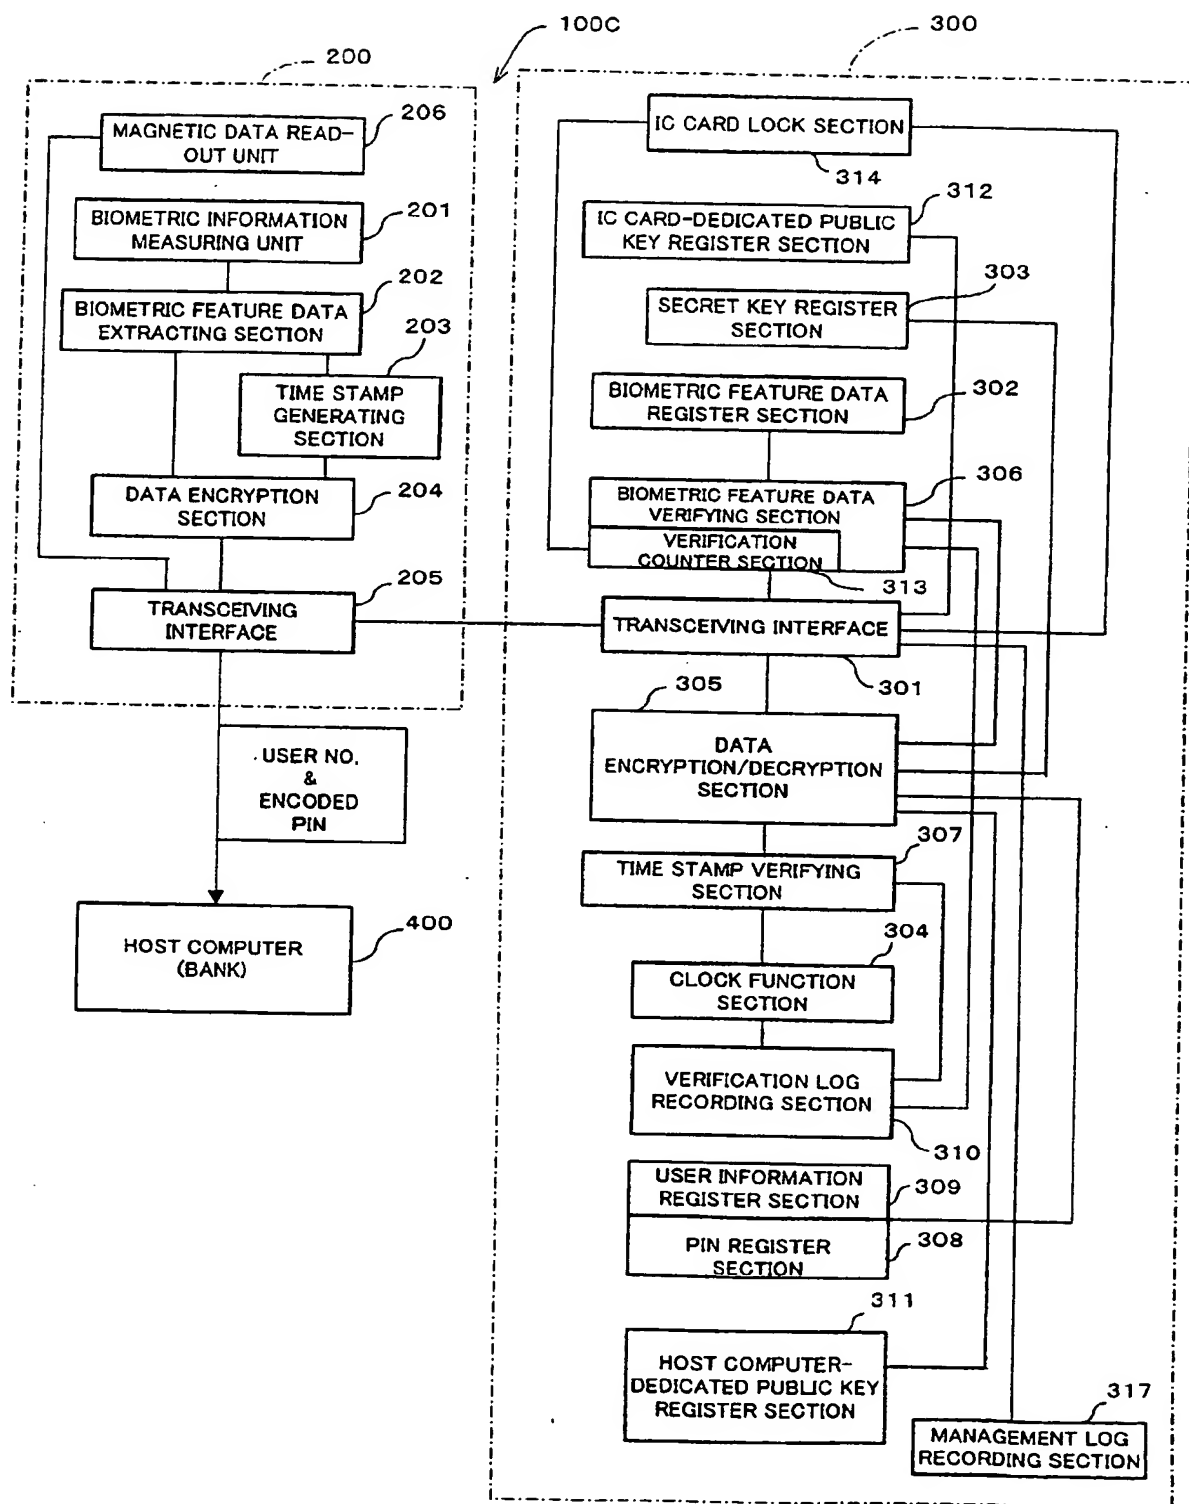 100C
200
MAGNETIC DATA READ-
OUT UNIT
206
BIOMETRIC INFORMATION
MEASURING UNIT
201
BIOMETRIC FEATURE DATA
EXTRACTING SECTION
202
TIME STAMP
GENERATING
SECTION
203
DATA ENCRYPTION
SECTION
204
TRANSCEIVING
INTERFACE
205
USER NO.
&
ENCODED
PIN
HOST COMPUTER
(BANK)
400
300
IC CARD LOCK SECTION
314
IC CARD-DEDICATED PUBLIC
KEY REGISTER SECTION
312
SECRET KEY REGISTER
SECTION
303
BIOMETRIC FEATURE DATA
REGISTER SECTION
302
BIOMETRIC FEATURE DATA
VERIFYING SECTION
306
VERIFICATION
COUNTER SECTION
313
TRANSCEIVING INTERFACE
301
305
DATA
ENCRYPTION/DECRYPTION
SECTION
307
TIME STAMP VERIFYING
SECTION
304
CLOCK FUNCTION
SECTION
VERIFICATION LOG
RECORDING SECTION
310
USER INFORMATION
REGISTER SECTION
309
PIN REGISTER
SECTION
308
311
HOST COMPUTER-
DEDICATED PUBLIC KEY
REGISTER SECTION
317
MANAGEMENT LOG
RECORDING SECTION